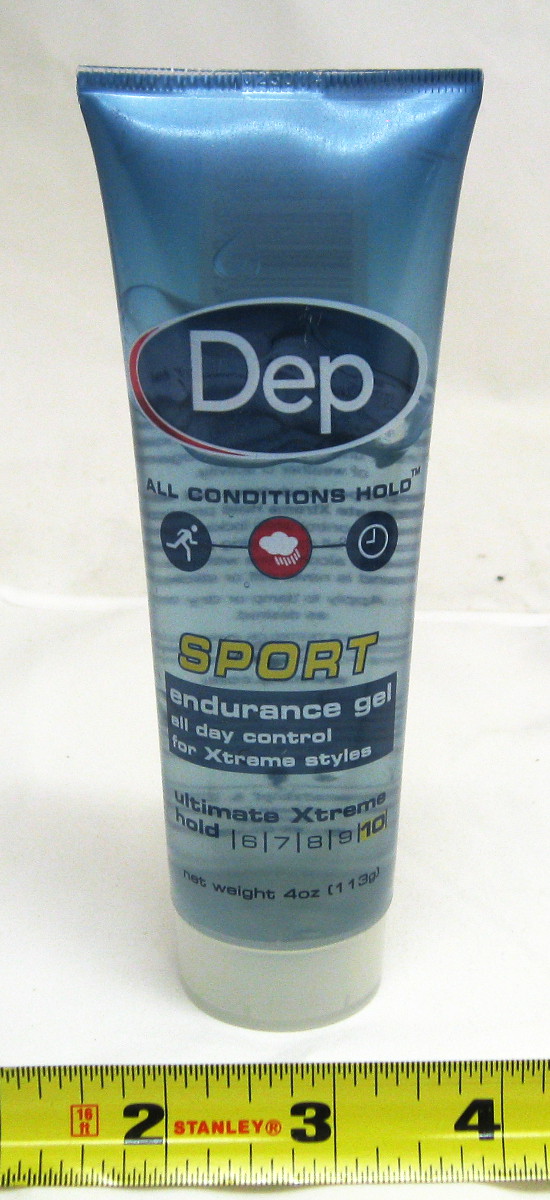 Dep
ALL CONDITIONS HOLD™
SPORT
endurance gel
all day control
for Xtreme styles
ultimate Xtreme
hold |6|7|8|9|10|
net weight 4oz (113g)
16 ft 2 STANLEY® 3 4